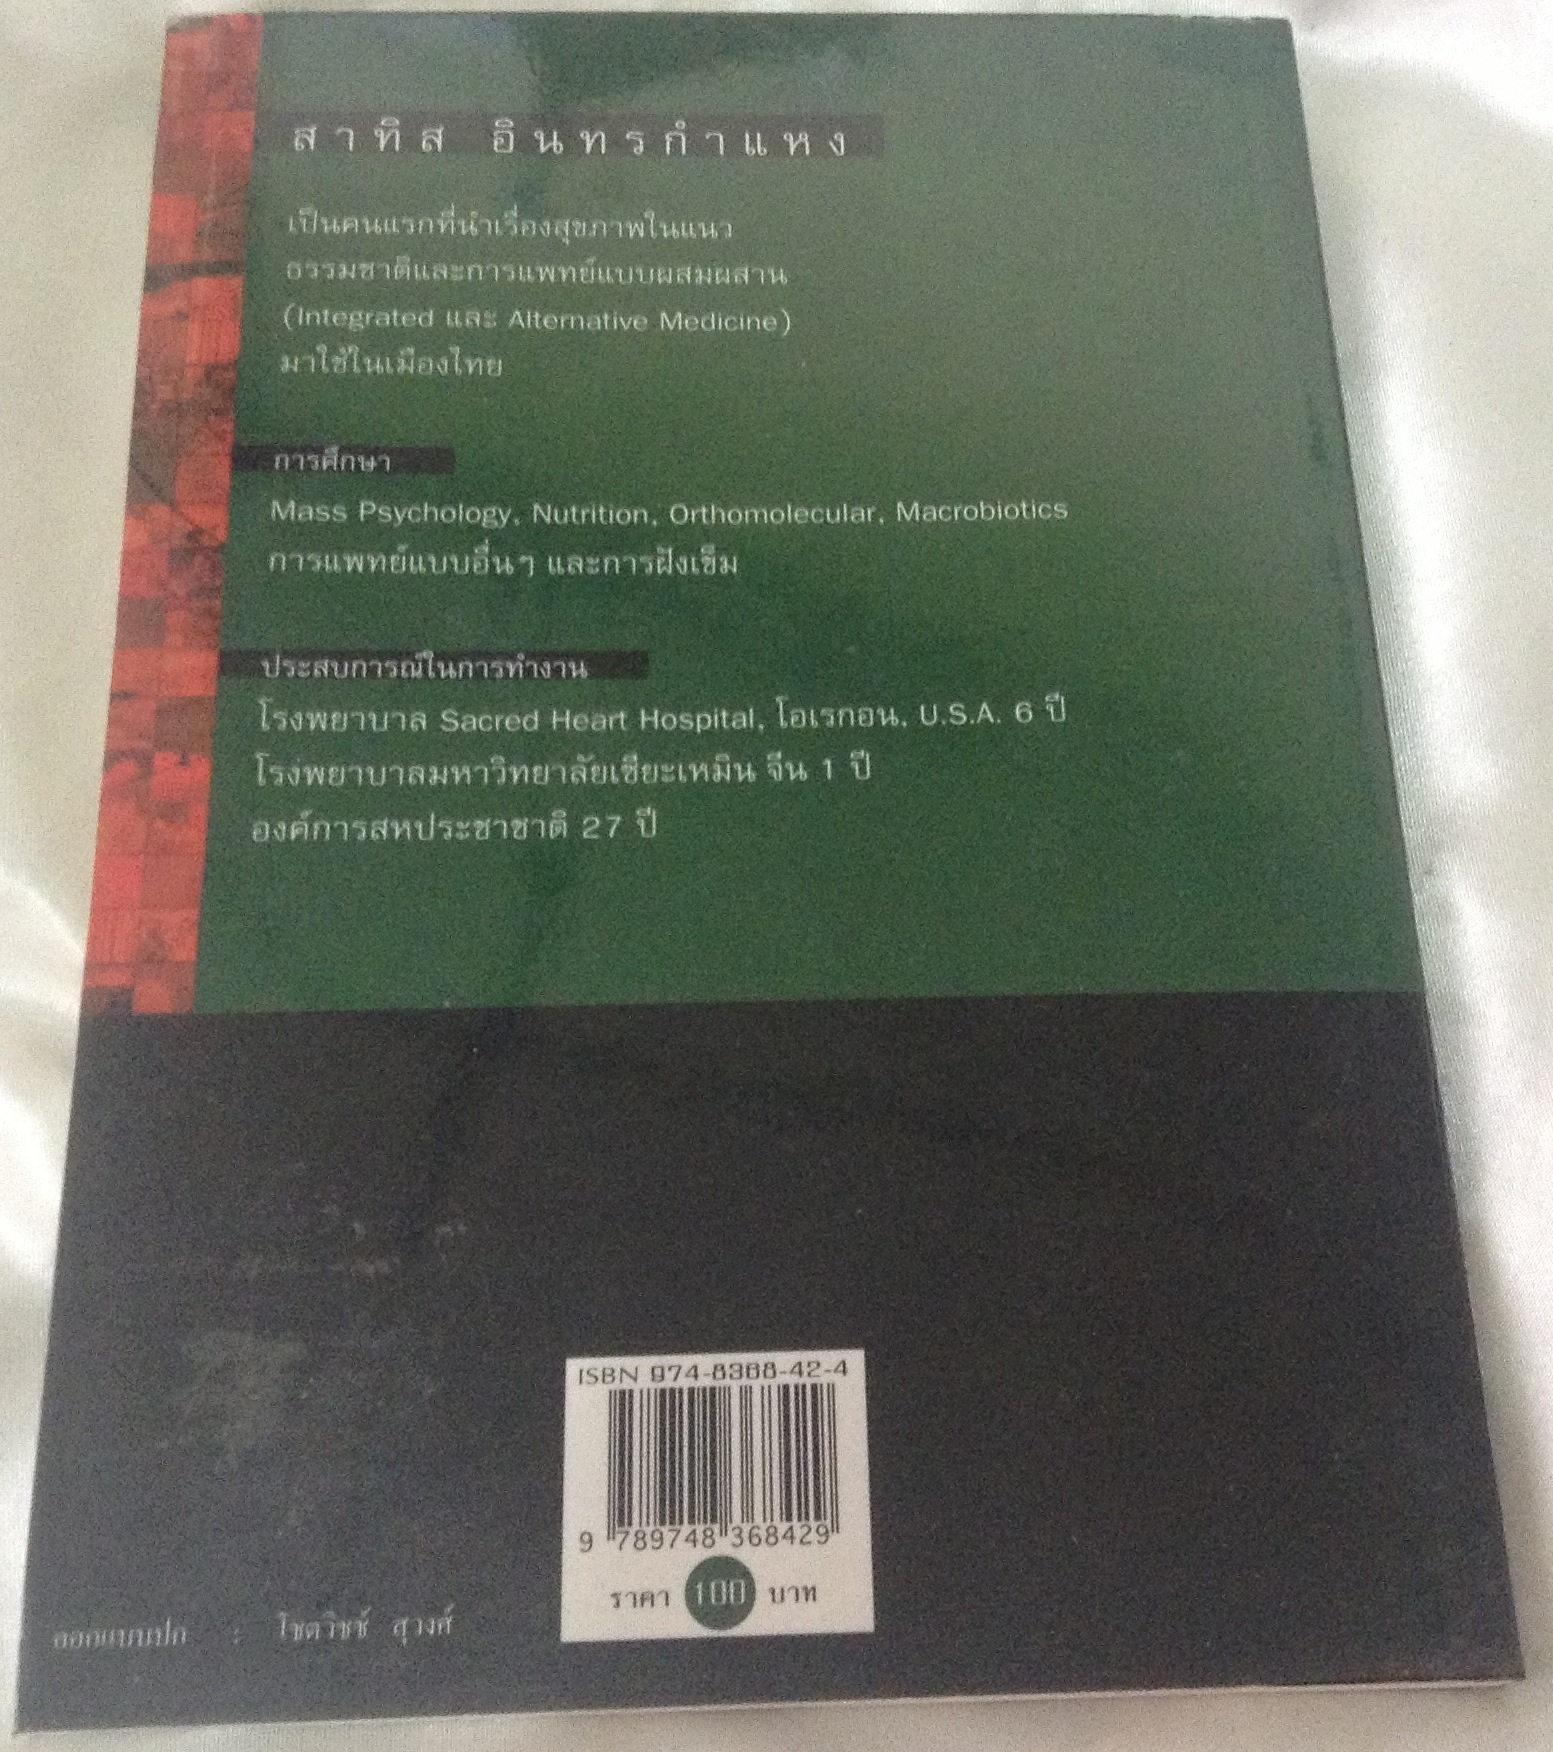 สาทิส อินทรกำแหง
เป็นคนแรกที่นำเรื่องสุขภาพในแนว
ธรรมชาติและการแพทย์แบบผสมผสาน
(Integrated และ Alternative Medicine)
มาใช้ในเมืองไทย
การศึกษา
Mass Psychology, Nutrition, Orthomolecular, Macrobiotics
การแพทย์แบบอื่นๆ และการฝังเข็ม
ประสบการณ์ในการทำงาน
โรงพยาบาล Sacred Heart Hospital, โอเรกอน, U.S.A. 6 ปี
โรงพยาบาลมหาวิทยาลัยเซียะเหมิน จีน 1 ปี
องค์การสหประชาชาติ 27 ปี
ISBN 974-8368-42-4
9 789748 368429
ราคา 100 บาท
ออกแบบปก : โชตวิชช์ สุวงศ์